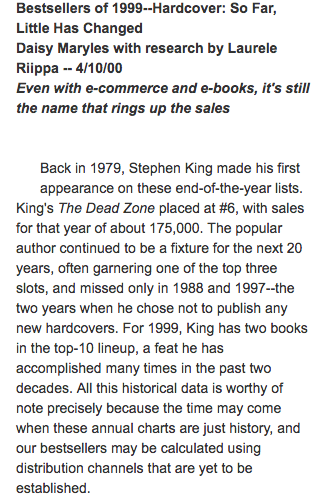 Bestsellers of 1999--Hardcover: So Far,
Little Has Changed
Daisy Maryles with research by Laurele
Riippa -- 4/10/00
Even with e-commerce and e-books, it's still
the name that rings up the sales
Back in 1979, Stephen King made his first
appearance on these end-of-the-year lists.
King's The Dead Zone placed at #6, with sales
for that year of about 175,000. The popular
author continued to be a fixture for the next 20
years, often garnering one of the top three
slots, and missed only in 1988 and 1997--the
two years when he chose not to publish any
new hardcovers. For 1999, King has two books
in the top-10 lineup, a feat he has
accomplished many times in the past two
decades. All this historical data is worthy of
note precisely because the time may come
when these annual charts are just history, and
our bestsellers may be calculated using
distribution channels that are yet to be
established.